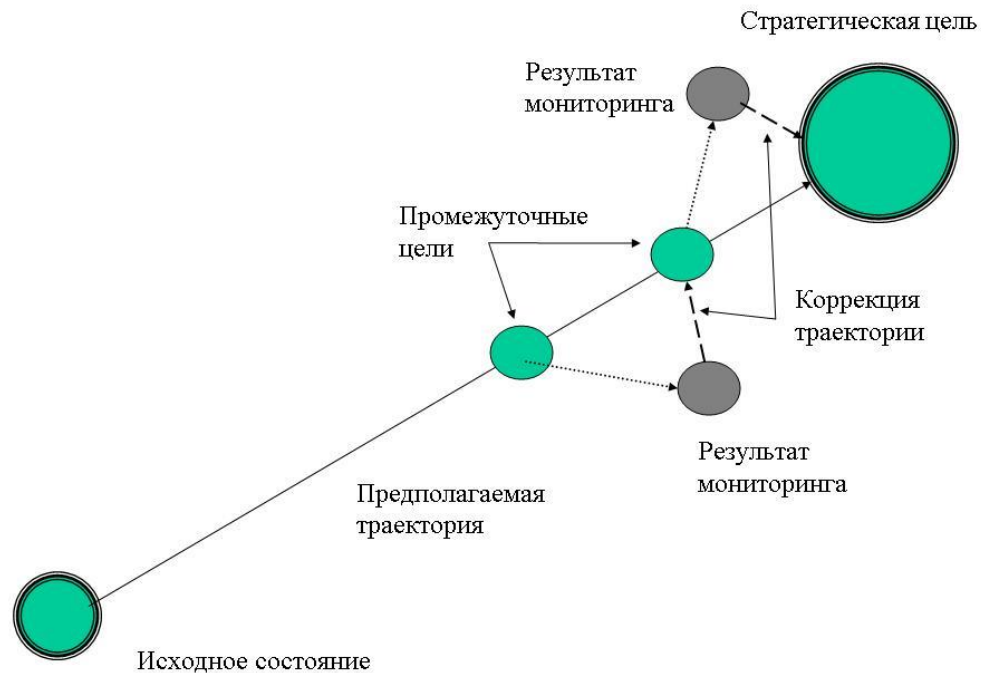 Стратегическая цель
Результат
мониторинга
Промежуточные
цели
Коррекция
траектории
Результат
мониторинга
Предполагаемая
траектория
Исходное состояние